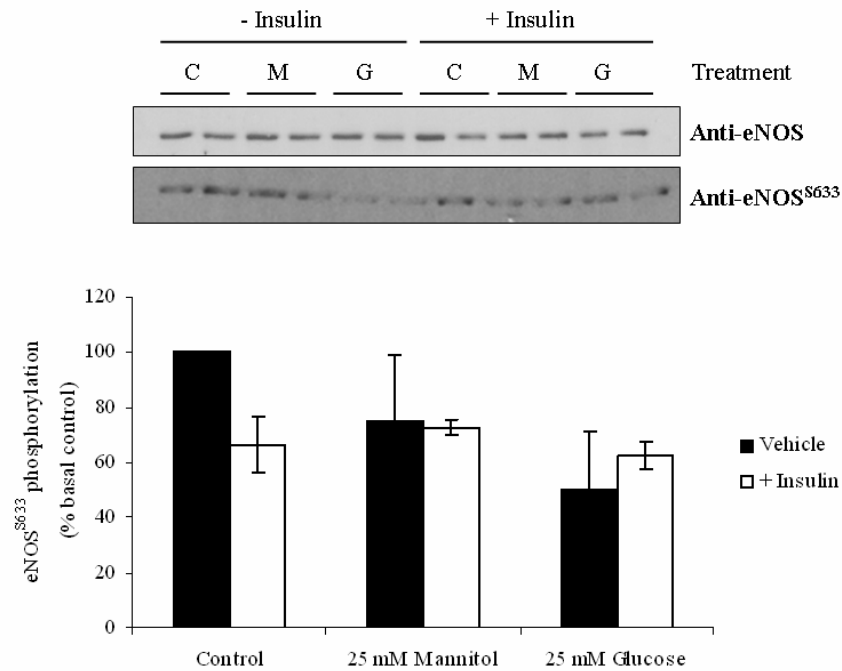 - Insulin + Insulin
C M G C M G Treatment
Anti-eNOS
Anti-eNOS^S633
120
100
80
60
40
20
0
eNOS^S633 phosphorylation
(% basal control)
Vehicle
+ Insulin
Control 25 mM Mannitol 25 mM Glucose